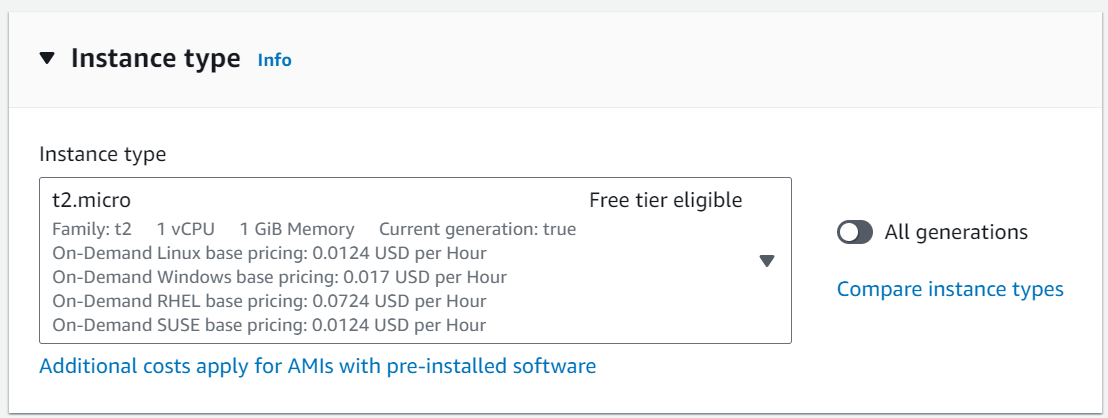 Instance type Info
Instance type
t2.micro Free tier eligible
Family: t2 1 vCPU 1 GiB Memory Current generation: true
On-Demand Linux base pricing: 0.0124 USD per Hour
On-Demand Windows base pricing: 0.017 USD per Hour
On-Demand RHEL base pricing: 0.0724 USD per Hour
On-Demand SUSE base pricing: 0.0124 USD per Hour
All generations
Compare instance types
Additional costs apply for AMIs with pre-installed software